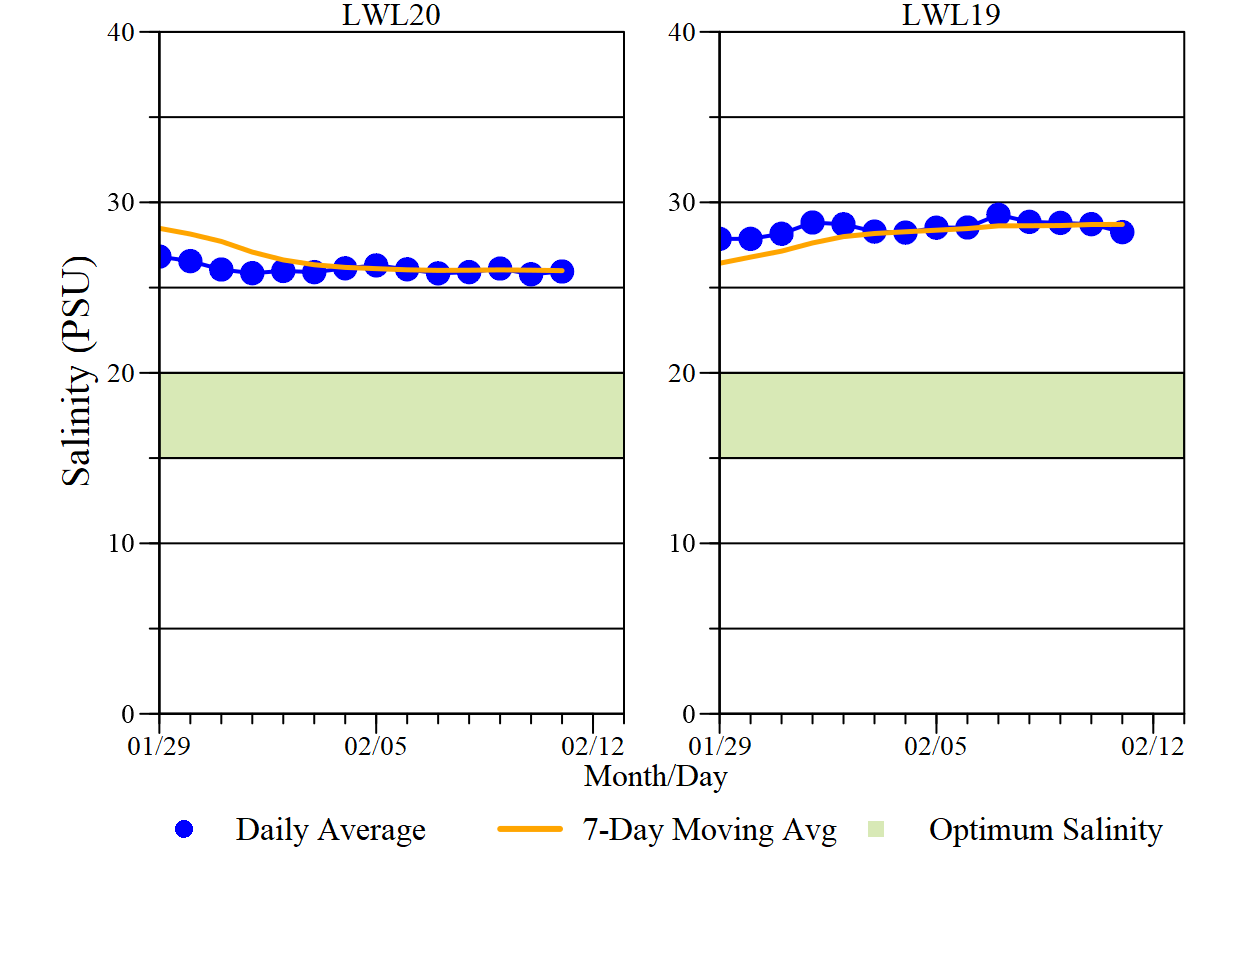 LWL20 LWL19
40 40
30 30
20 20
10 10
0 0
Salinity (PSU)
01/29 02/05 02/12 01/29 02/05 02/12
Month/Day
Daily Average 7-Day Moving Avg Optimum Salinity